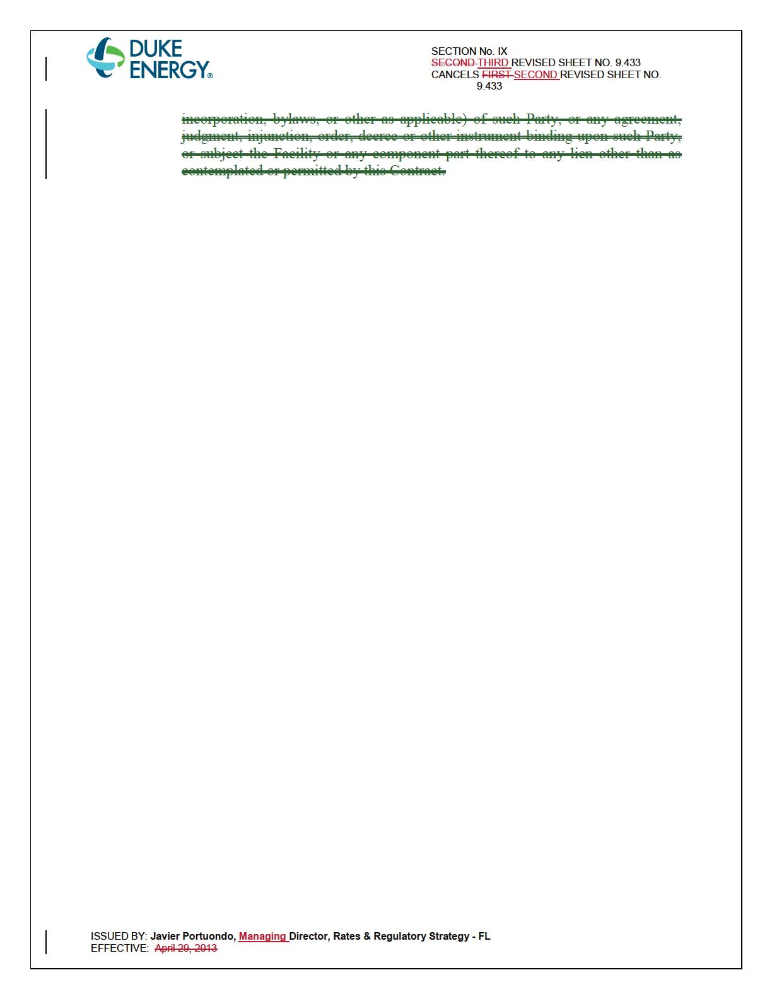 DUKE
ENERGY®
SECTION No. IX
SECOND THIRD REVISED SHEET NO. 9.433
CANCELS FIRST SECOND REVISED SHEET NO.
9.433
incorporation, bylaws, or other as applicable) of such Party, or any agreement,
judgment, injunction, order, decree or other instrument binding upon such Party,
or subject the Facility or any component part thereof to any lien other than as
contemplated or permitted by this Contract.
ISSUED BY: Javier Portuondo, Managing Director, Rates & Regulatory Strategy - FL
EFFECTIVE: April 29, 2013